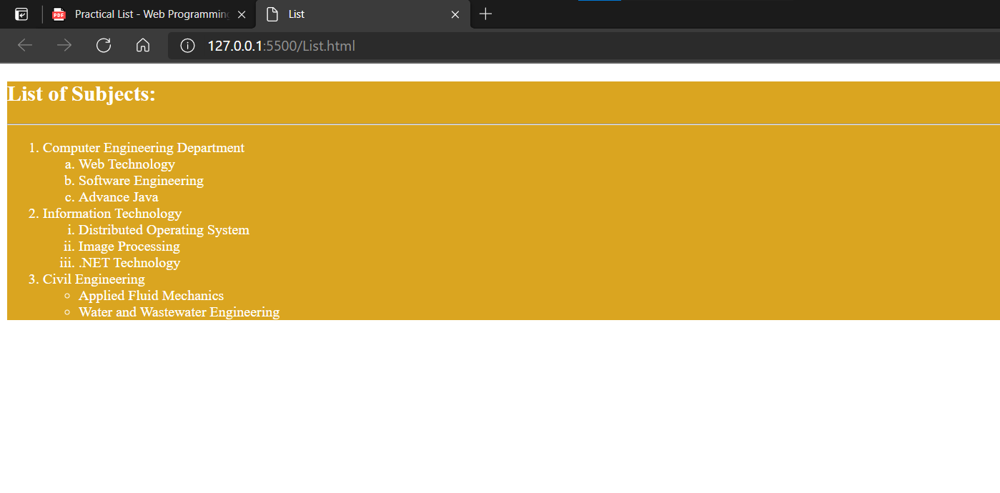 Practical List - Web Programming
List
127.0.0.1:5500/List.html
List of Subjects:
1. Computer Engineering Department
a. Web Technology
b. Software Engineering
c. Advance Java
2. Information Technology
i. Distributed Operating System
ii. Image Processing
iii. .NET Technology
3. Civil Engineering
○ Applied Fluid Mechanics
○ Water and Wastewater Engineering